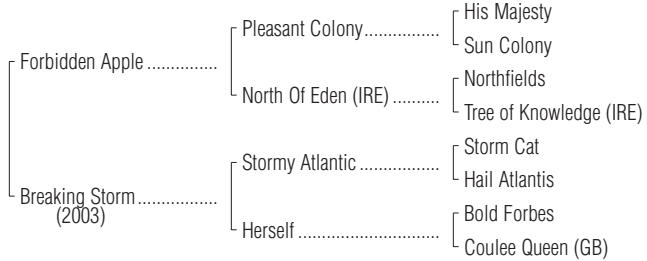 His Majesty
Pleasant Colony................
Sun Colony
Forbidden Apple ...............
Northfields
North Of Eden (IRE) ..........
Tree of Knowledge (IRE)
Storm Cat
Stormy Atlantic .................
Hail Atlantis
Breaking Storm.................
(2003)
Bold Forbes
Herself ..............................
Coulee Queen (GB)